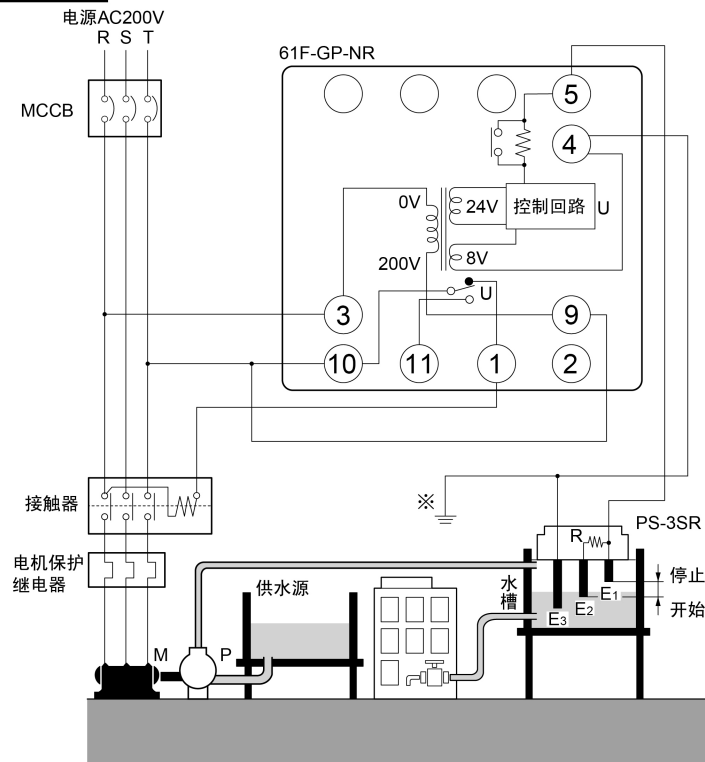 电源AC200V
R S T
61F-GP-NR
MCCB
5
4
0V
24V
控制回路
U
200V
8V
U
3
9
10
11
1
2
接触器
※
PS-3SR
R
电机保护
继电器
供水源
水
槽
停止
E1
E2
开始
E3
M
P